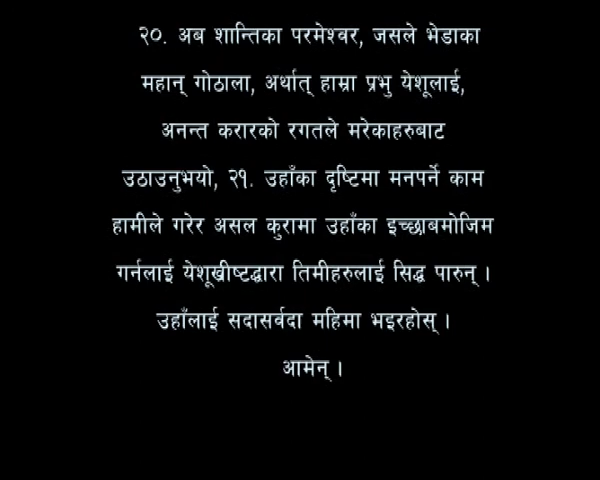 २०. अब शान्तिका परमेश्वर, जसले भेडाका
महान् गोठाला, अर्थात् हाम्रा प्रभु येशूलाई,
अनन्त करारको रगतले मरेकाहरुबाट
उठाउनुभयो, २१. उहाँका दृष्टिमा मनपर्ने काम
हामीले गरेर असल कुरामा उहाँका इच्छाबमोजिम
गर्नलाई येशूख्रीष्टद्धारा तिमीहरुलाई सिद्ध पारुन् ।
उहाँलाई सदासर्वदा महिमा भइरहोस् ।
आमेन् ।